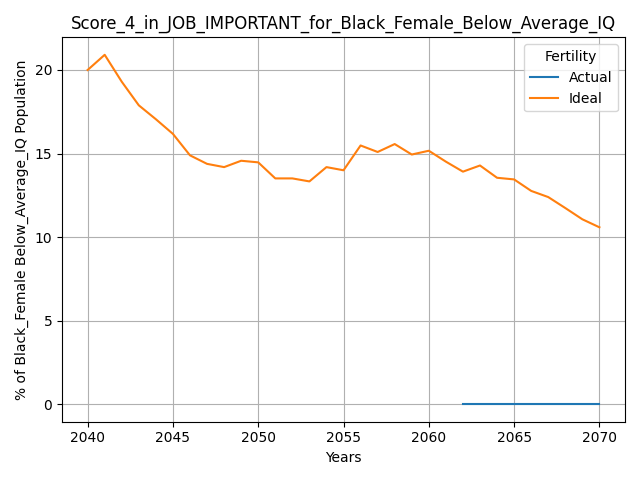 Score_4_in_JOB_IMPORTANT_for_Black_Female_Below_Average_IQ
% of Black_Female Below_Average_IQ Population
20
15
10
5
0
Fertility
Actual
Ideal
2040 2045 2050 2055 2060 2065 2070
Years